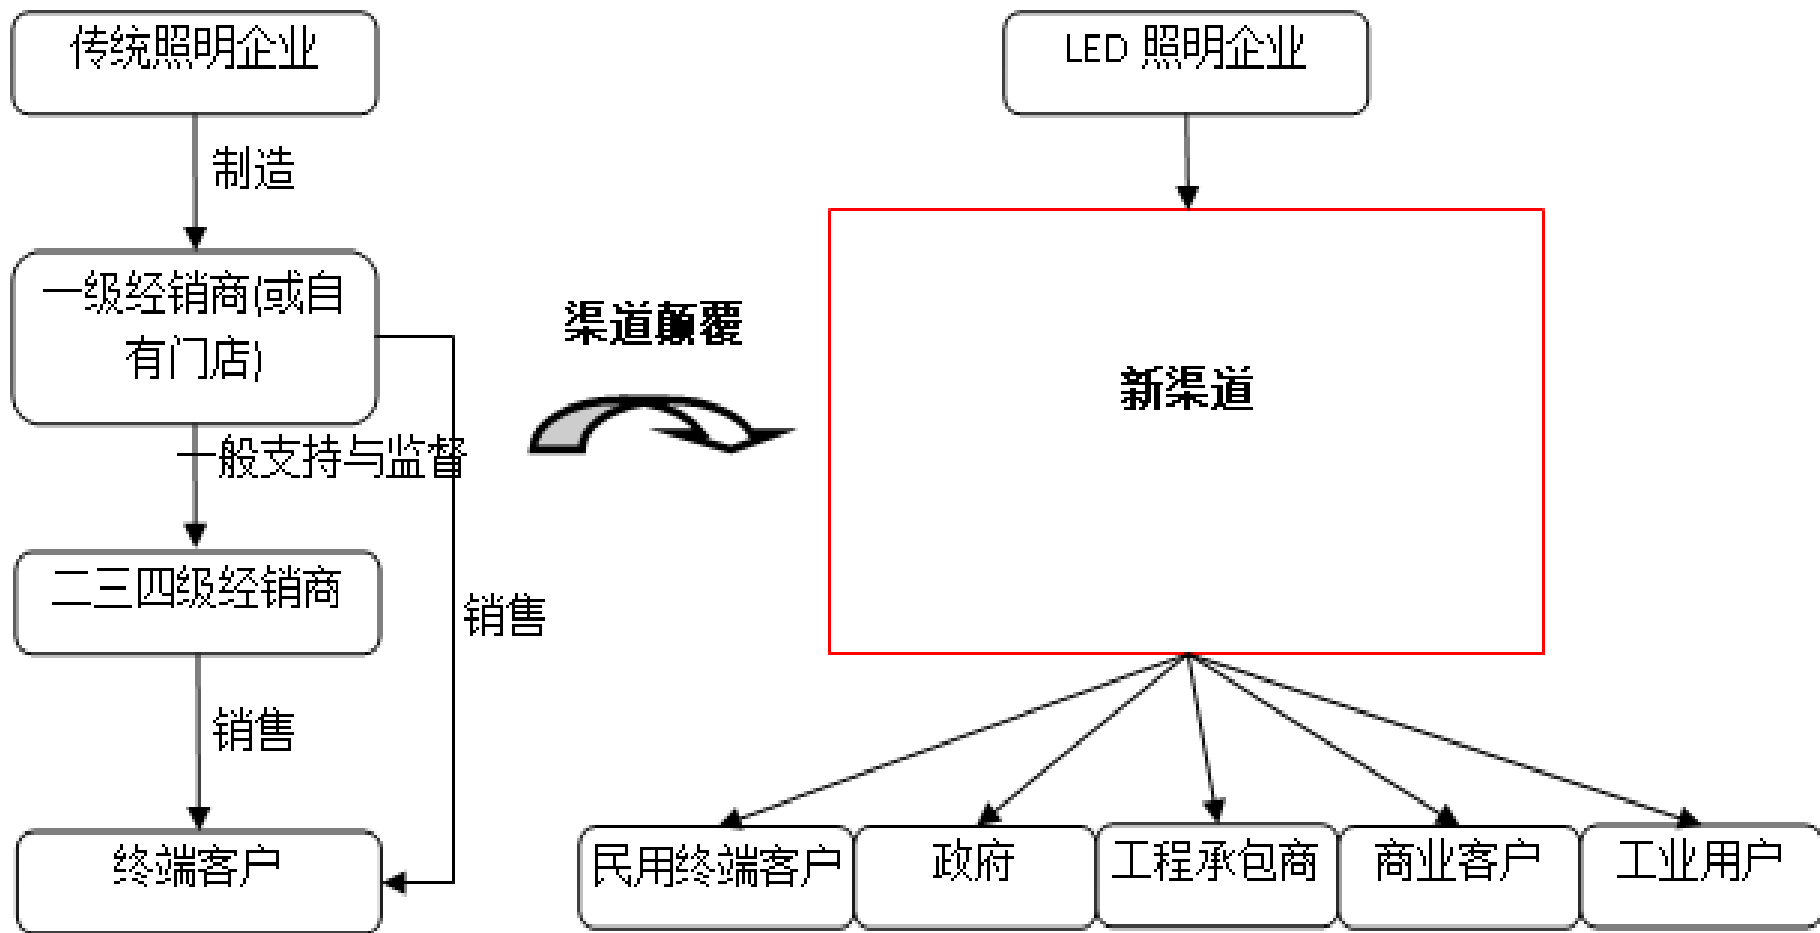 传统照明企业
制造
一级经销商(或自
有门店)
一般支持与监督
二三四级经销商
销售
销售
终端客户
渠道颠覆
LED 照明企业
新渠道
民用终端客户
政府
工程承包商
商业客户
工业用户